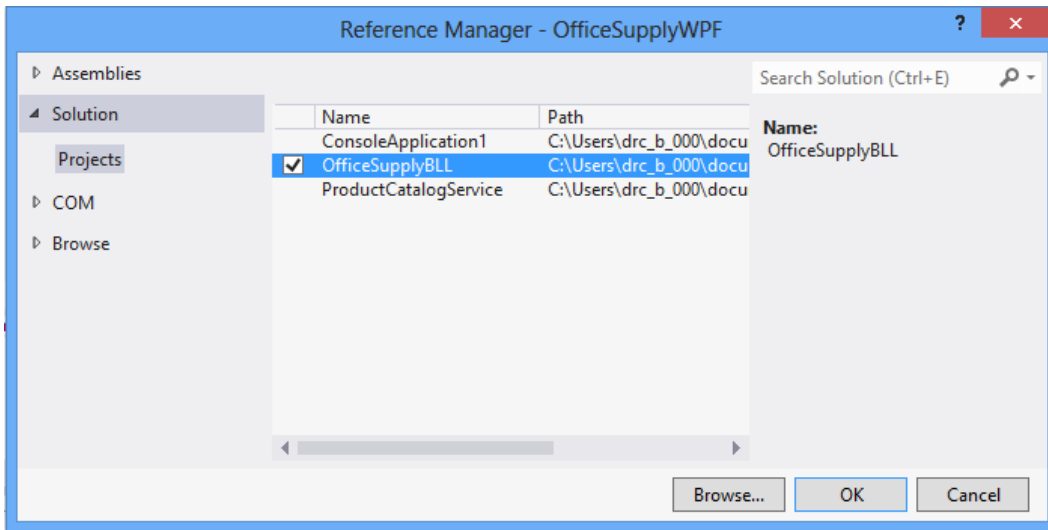 Reference Manager - OfficeSupplyWPF
?
Assemblies
Solution
Projects
COM
Browse
Name Path
ConsoleApplication1 C:\Users\drc_b_000\docu
OfficeSupplyBLL C:\Users\drc_b_000\docu
ProductCatalogService C:\Users\drc_b_000\docu
Search Solution (Ctrl+E)
Name:
OfficeSupplyBLL
Browse... OK Cancel